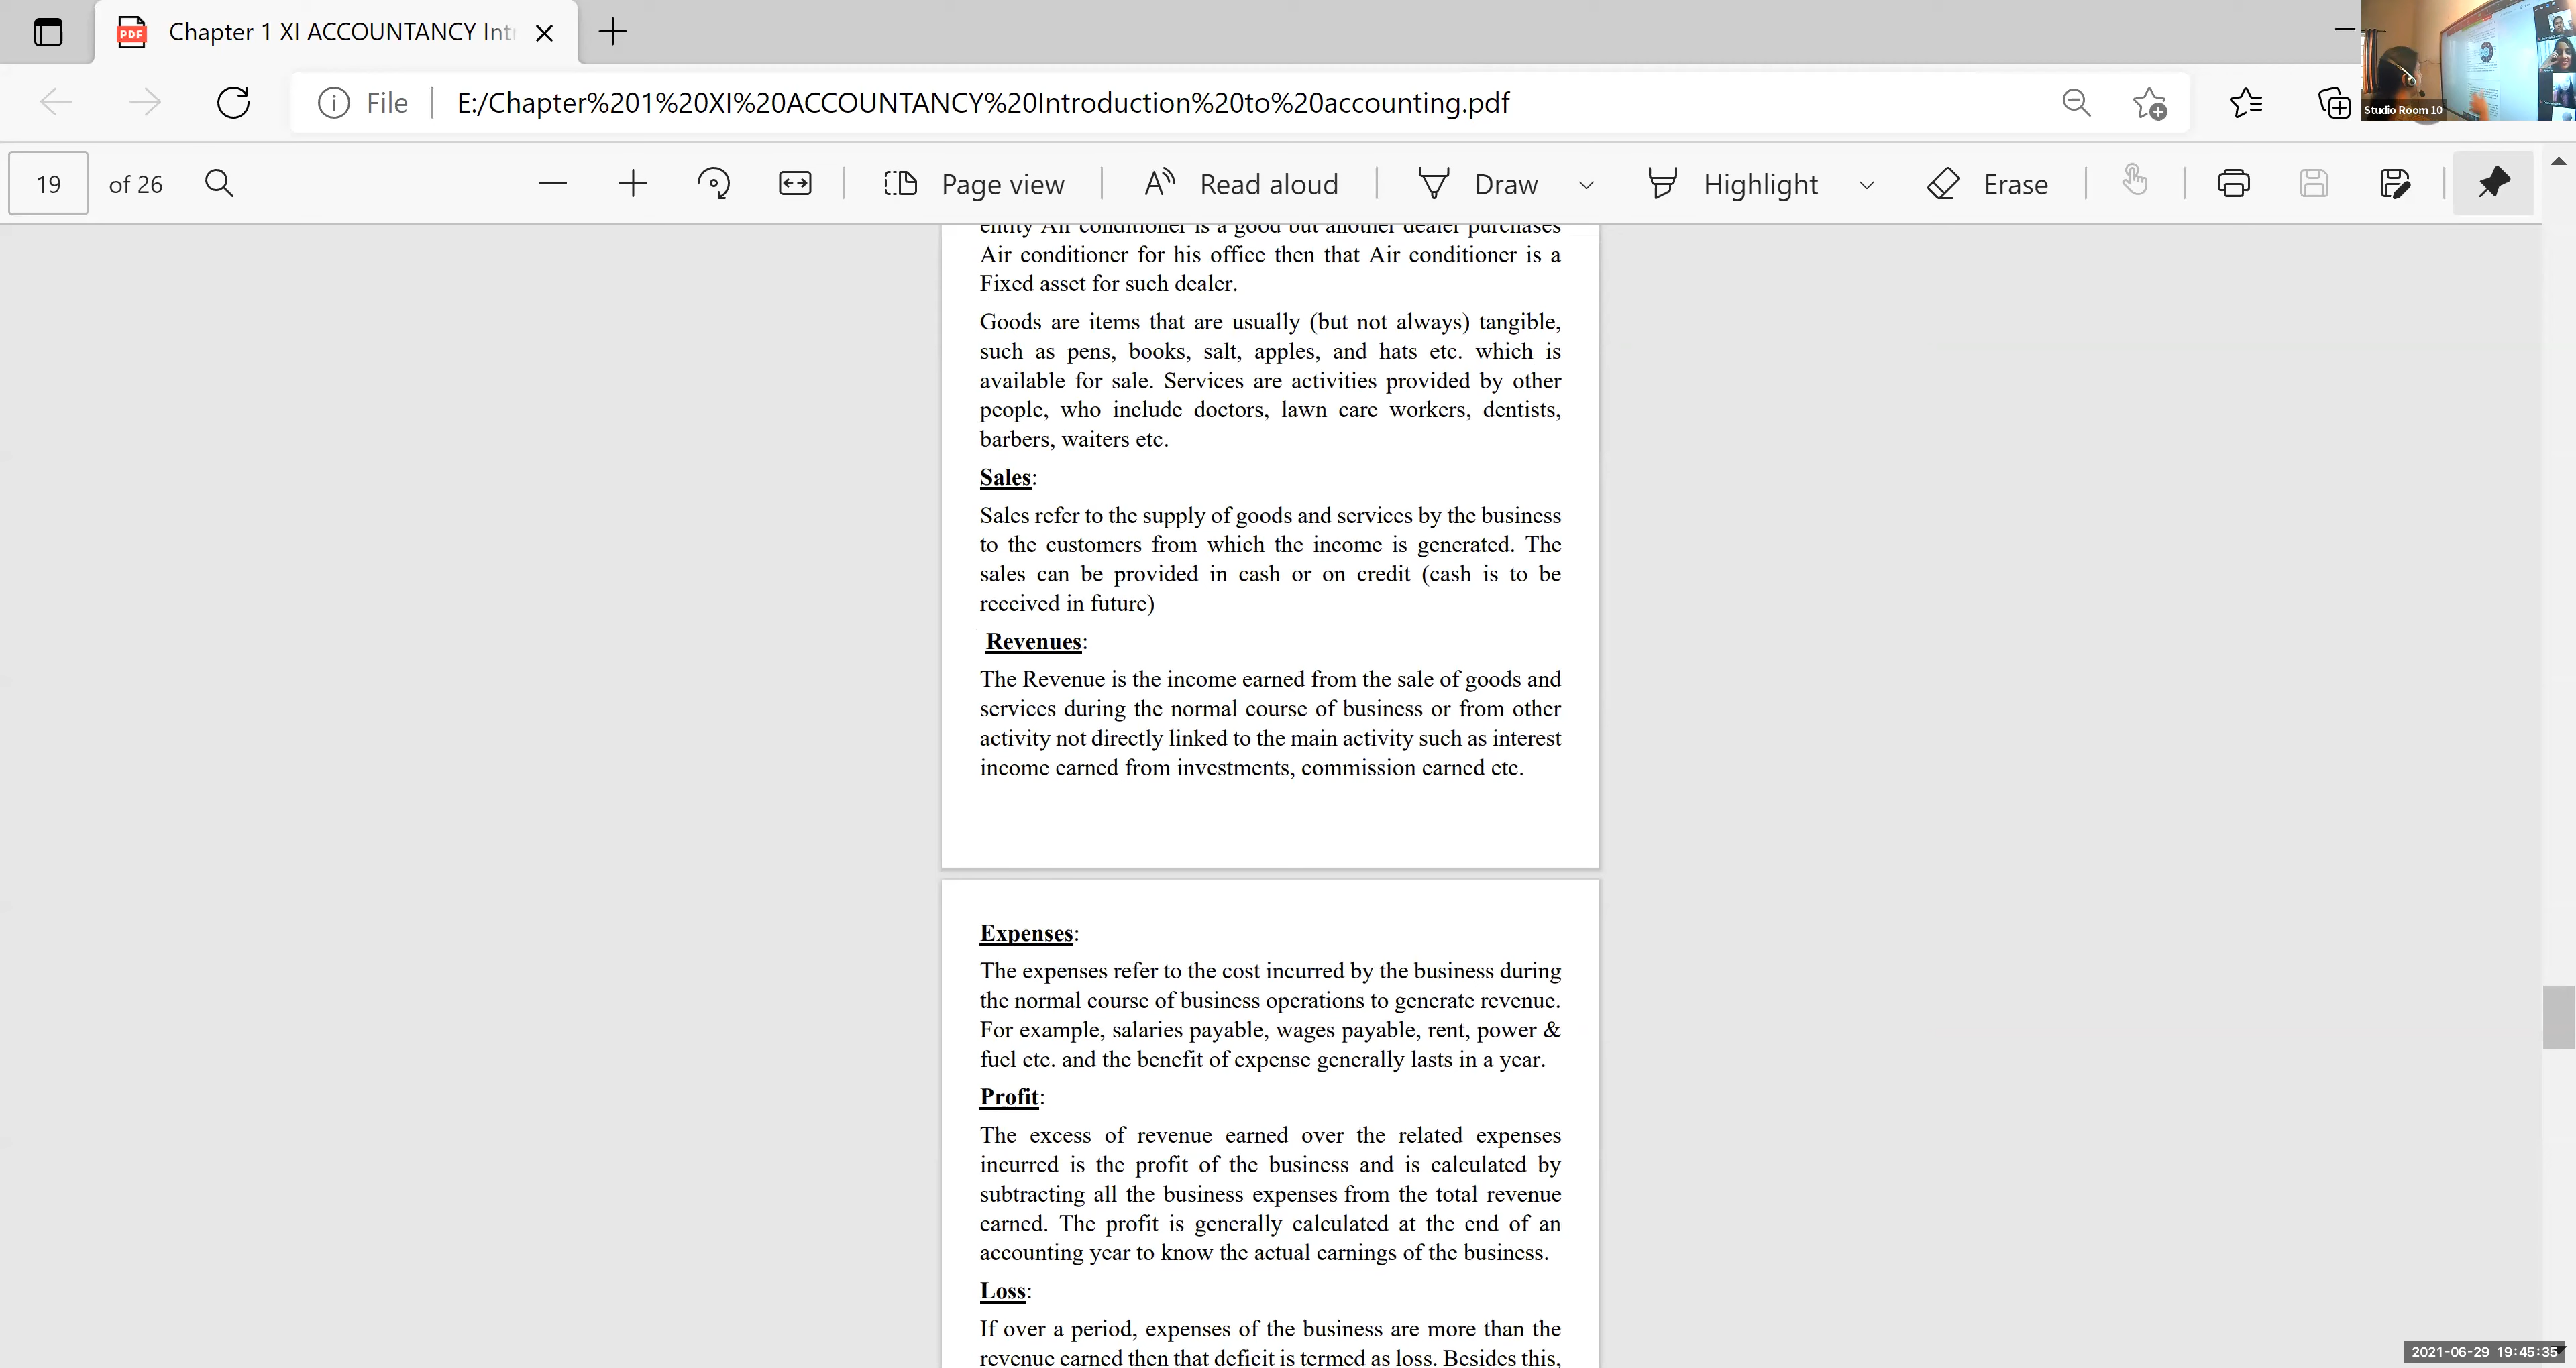 Chapter 1 XI ACCOUNTANCY Int
File
E:/Chapter%201%20XI%20ACCOUNTANCY%20Introduction%20to%20accounting.pdf
Studio Room 10
19 of 26
Page view
Read aloud
Draw
Highlight
Erase
entity Air conditioner is a good but another dealer purchases
Air conditioner for his office then that Air conditioner is a
Fixed asset for such dealer.
Goods are items that are usually (but not always) tangible,
such as pens, books, salt, apples, and hats etc. which is
available for sale. Services are activities provided by other
people, who include doctors, lawn care workers, dentists,
barbers, waiters etc.
Sales:
Sales refer to the supply of goods and services by the business
to the customers from which the income is generated. The
sales can be provided in cash or on credit (cash is to be
received in future)
Revenues:
The Revenue is the income earned from the sale of goods and
services during the normal course of business or from other
activity not directly linked to the main activity such as interest
income earned from investments, commission earned etc.
Expenses:
The expenses refer to the cost incurred by the business during
the normal course of business operations to generate revenue.
For example, salaries payable, wages payable, rent, power &
fuel etc. and the benefit of expense generally lasts in a year.
Profit:
The excess of revenue earned over the related expenses
incurred is the profit of the business and is calculated by
subtracting all the business expenses from the total revenue
earned. The profit is generally calculated at the end of an
accounting year to know the actual earnings of the business.
Loss:
If over a period, expenses of the business are more than the
revenue earned then that deficit is termed as loss. Besides this,
2021-06-29 19:45:35